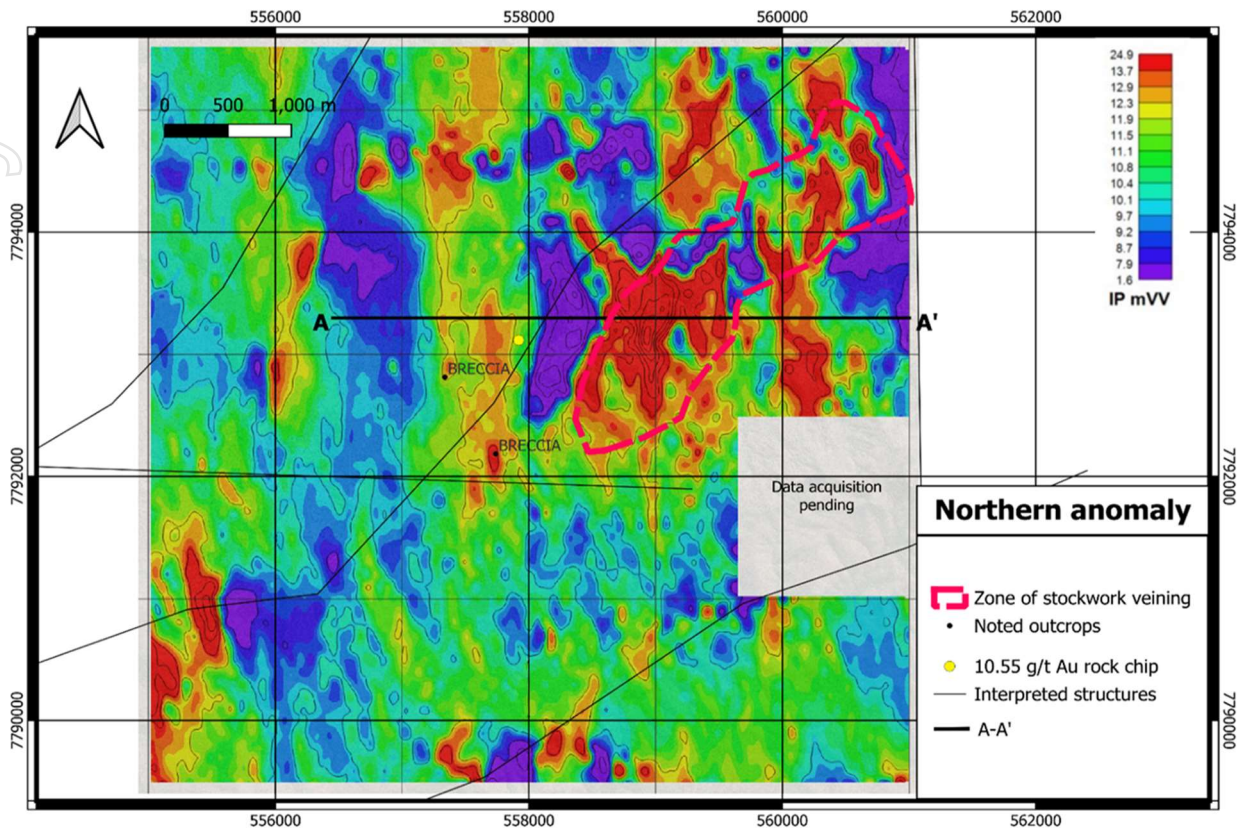 556000 558000 560000 562000
0 500 1,000 m
24.9
13.7
12.9
12.3
11.9
11.5
11.1
10.8
10.4
10.1
9.7
9.2
8.7
7.9
1.6
IP mVV
7794000 7794000
A A'
BRECCIA
BRECCIA
7792000 7792000
Data acquisition
pending
Northern anomaly
Zone of stockwork veining
Noted outcrops
10.55 g/t Au rock chip
Interpreted structures
A-A'
7790000 7790000
556000 558000 560000 562000